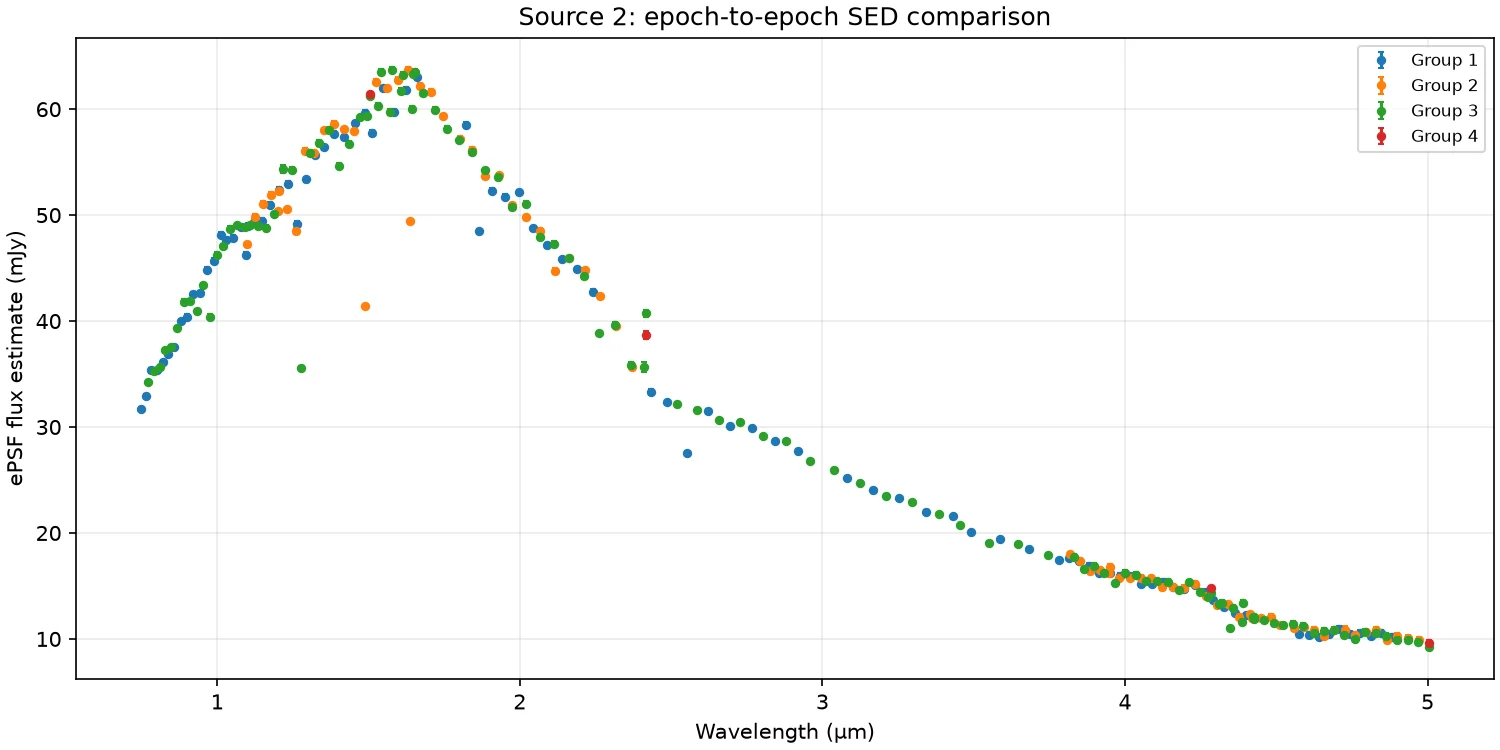 Source 2: epoch-to-epoch SED comparison
Group 1
Group 2
Group 3
Group 4
ePSF flux estimate (mJy)
60
50
40
30
20
10
1 2 3 4 5
Wavelength (μm)